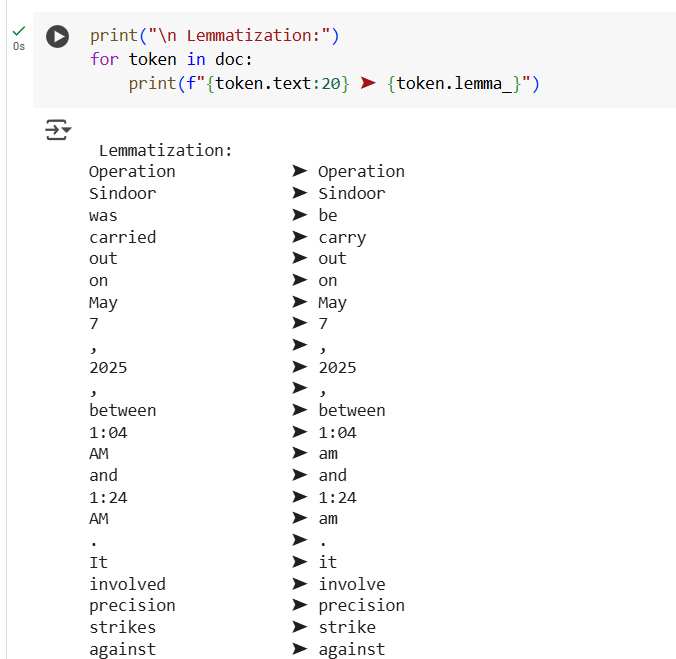 print("\n Lemmatization:")
0s
for token in doc:
print(f"{token.text:20} ➤ {token.lemma_}")
Lemmatization:
Operation ➤ Operation
Sindoor ➤ Sindoor
was ➤ be
carried ➤ carry
out ➤ out
on ➤ on
May ➤ May
7 ➤ 7
, ➤ ,
2025 ➤ 2025
, ➤ ,
between ➤ between
1:04 ➤ 1:04
AM ➤ am
and ➤ and
1:24 ➤ 1:24
AM ➤ am
. ➤ .
It ➤ it
involved ➤ involve
precision ➤ precision
strikes ➤ strike
against ➤ against